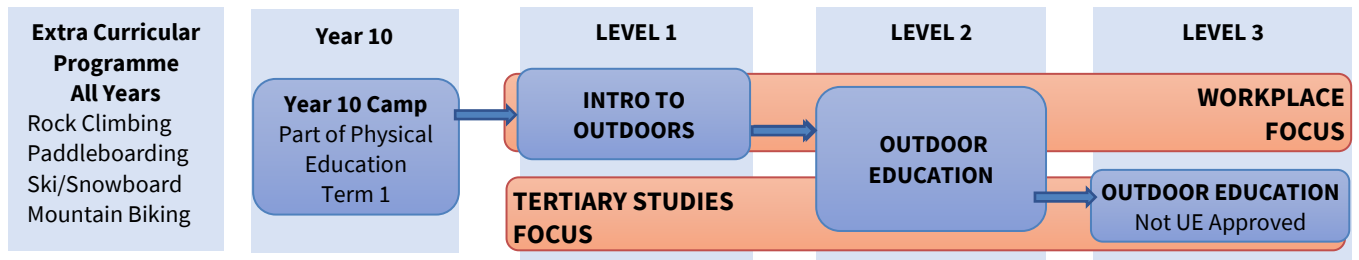 Extra Curricular
Programme
All Years
Rock Climbing
Paddleboarding
Ski/Snowboard
Mountain Biking
Year 10
Year 10 Camp
Part of Physical
Education
Term 1
LEVEL 1
INTRO TO
OUTDOORS
LEVEL 2
OUTDOOR
EDUCATION
LEVEL 3
WORKPLACE
FOCUS
TERTIARY STUDIES
FOCUS
OUTDOOR EDUCATION
Not UE Approved